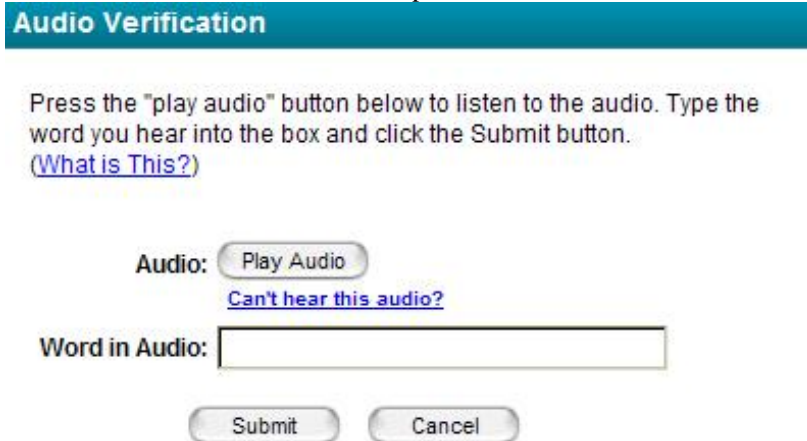 Audio Verification
Press the "play audio" button below to listen to the audio. Type the
word you hear into the box and click the Submit button.
(What is This?)
Audio: Play Audio
Can't hear this audio?
Word in Audio:
Submit Cancel